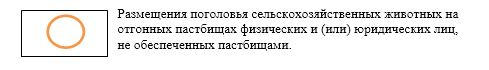 Размещения поголовья сельскохозяйственных животных на
отгонных пастбищах физических и (или) юридических лиц,
не обеспеченных пастбищами.